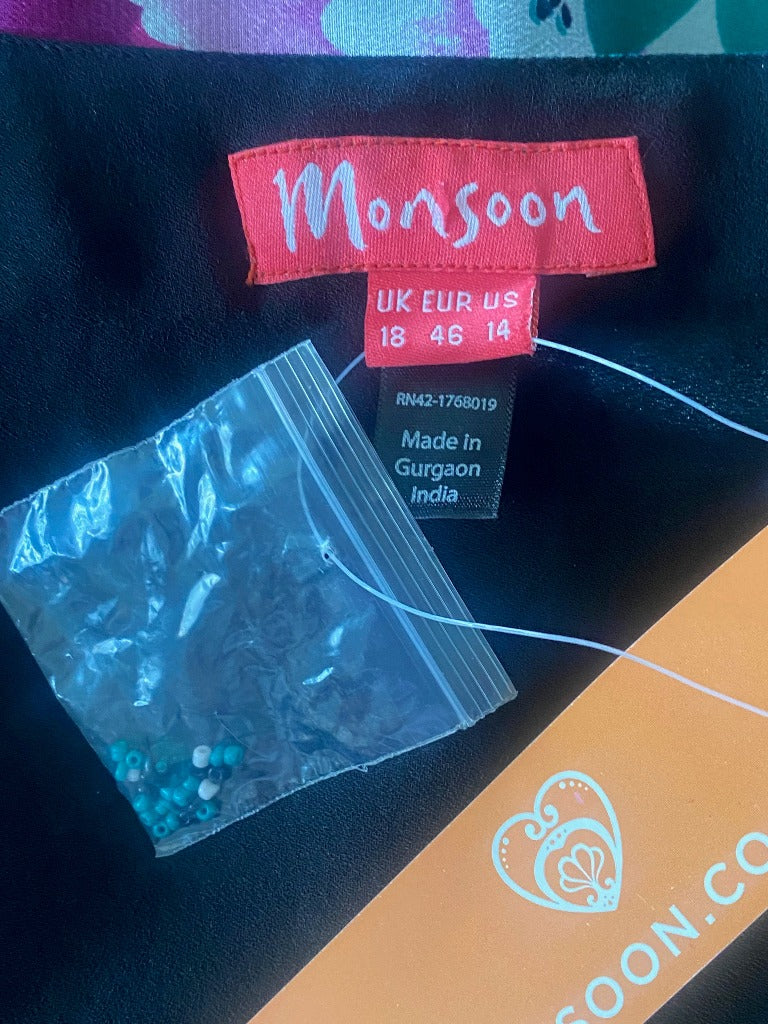 Monsoon
UK EUR US
18 46 14
RN42-1768019
Made in
Gurgaon
India
SOON.CO